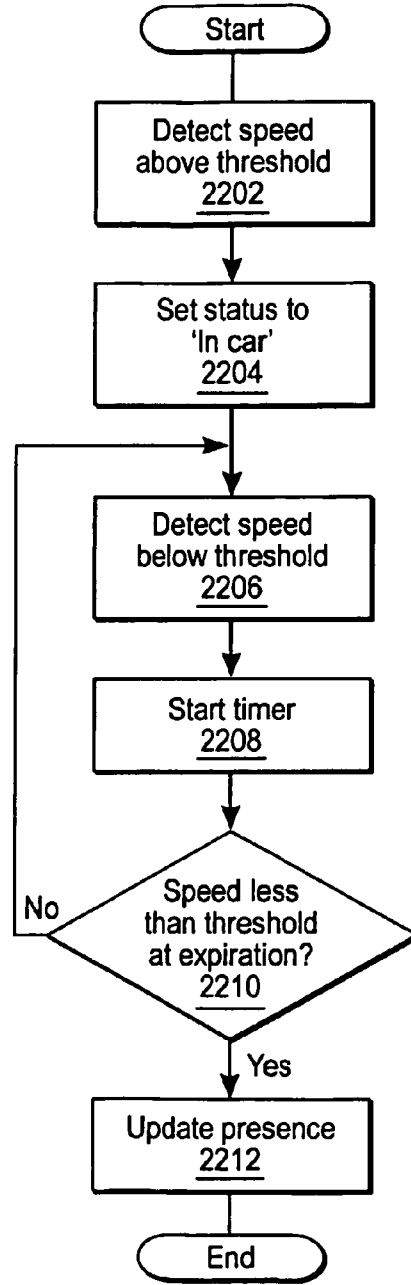 Start
Detect speed
above threshold
2202
Set status to
'In car'
2204
Detect speed
below threshold
2206
Start timer
2208
No
Speed less
than threshold
at expiration?
2210
Yes
Update presence
2212
End